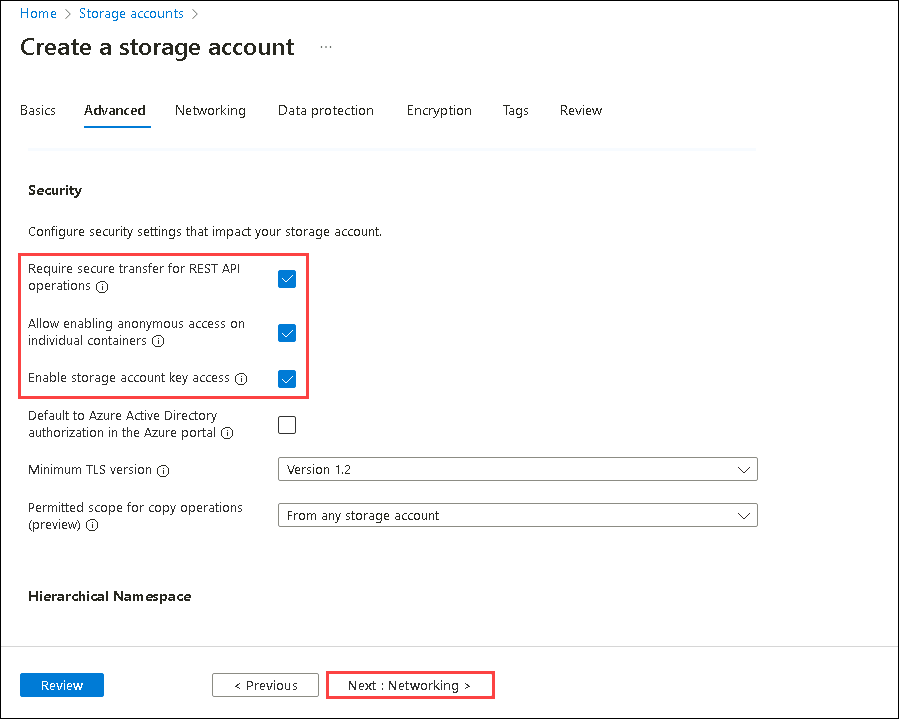 Home > Storage accounts >
Create a storage account ...
Basics Advanced Networking Data protection Encryption Tags Review
Security
Configure security settings that impact your storage account.
Require secure transfer for REST API
operations
Allow enabling anonymous access on
individual containers
Enable storage account key access
Default to Azure Active Directory
authorization in the Azure portal
Minimum TLS version
Version 1.2
Permitted scope for copy operations
(preview)
From any storage account
Hierarchical Namespace
Review < Previous Next : Networking >